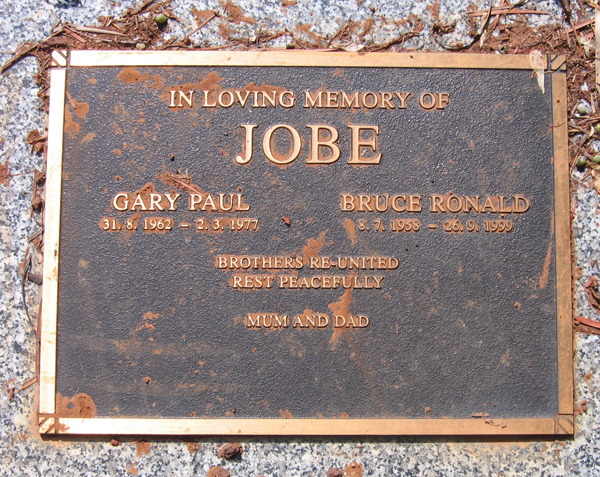 IN LOVING MEMORY OF
JOBE
GARY PAUL BRUCE RONALD
31. 8. 1962 – 2. 3. 1977 8. 7. 1958 – 26. 9. 1999
BROTHERS RE-UNITED
REST PEACEFULLY
MUM AND DAD